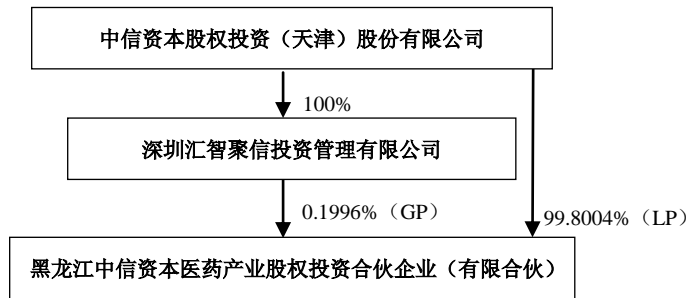 中信资本股权投资（天津）股份有限公司
100%
深圳汇智聚信投资管理有限公司
0.1996%（GP）
99.8004%（LP）
黑龙江中信资本医药产业股权投资合伙企业（有限合伙）